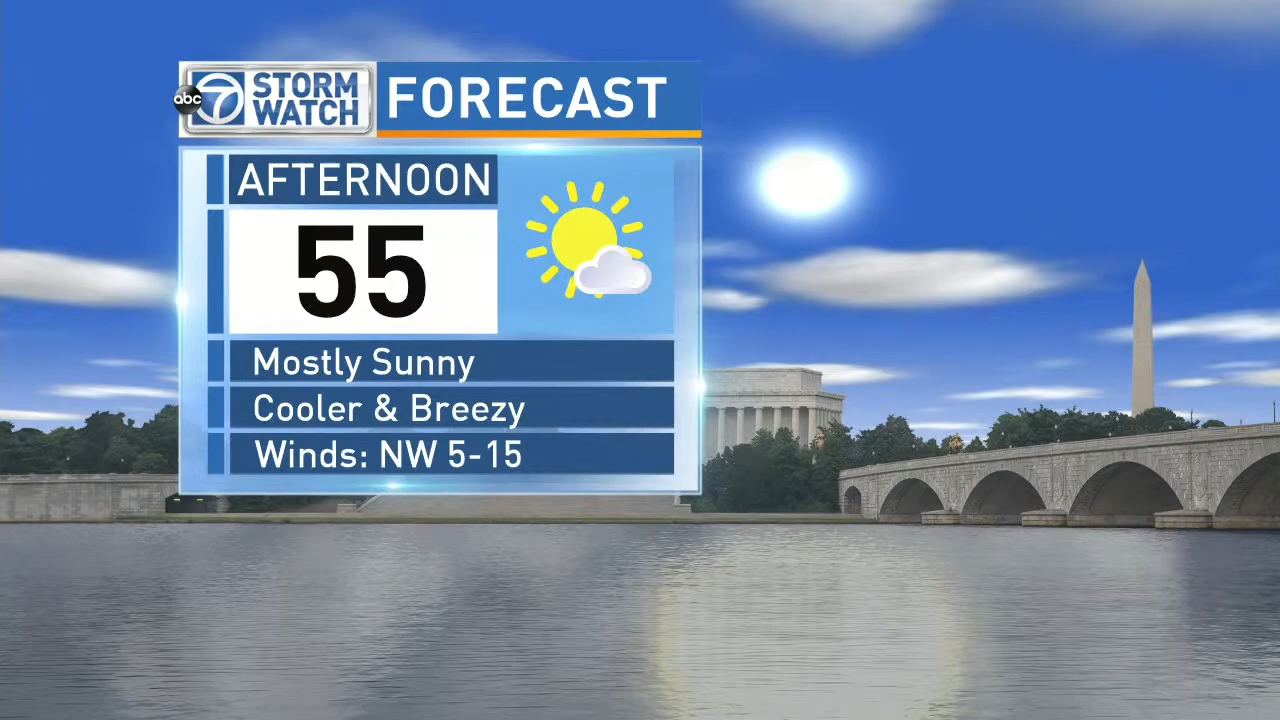 abc 7 STORM
WATCH
FORECAST
AFTERNOON
55
Mostly Sunny
Cooler & Breezy
Winds: NW 5-15